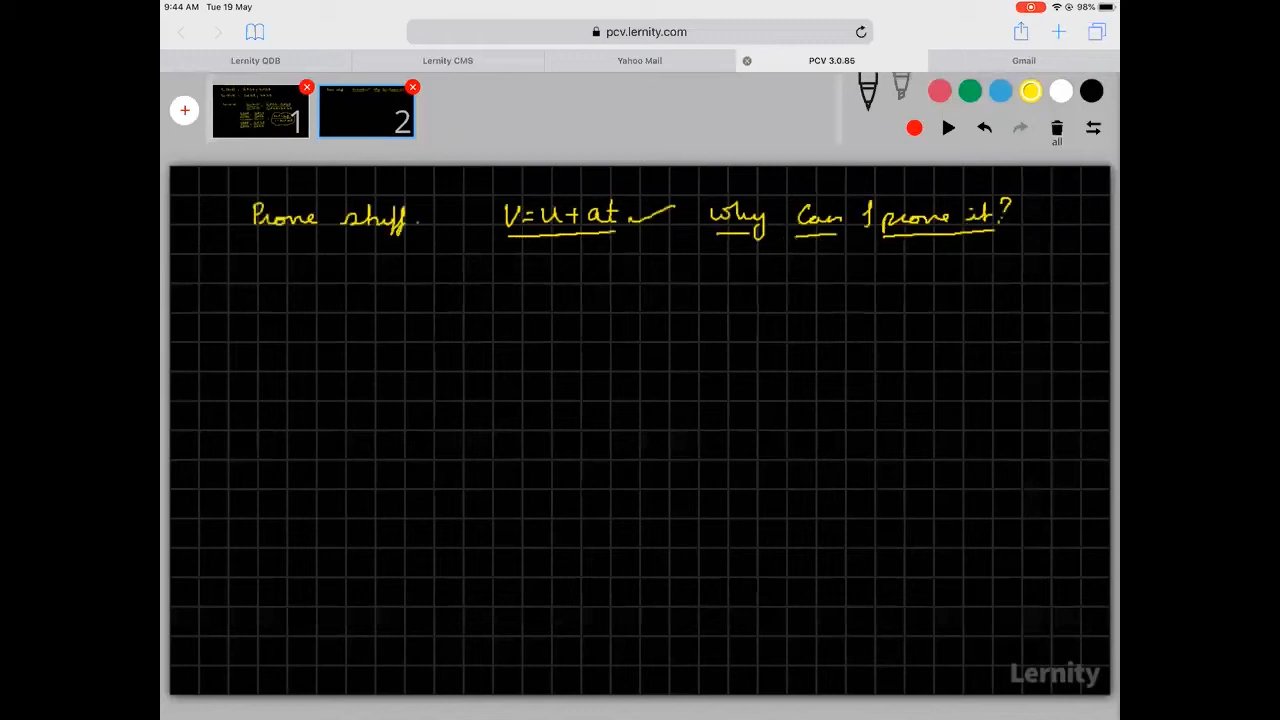 9:44 AM Tue 19 May 98%
pcv.lernity.com
Lernity QDB Lernity CMS Yahoo Mail PCV 3.0.85 Gmail
1 2
all
Prove stuff. V=u+at why Can I prove it?
Lernity